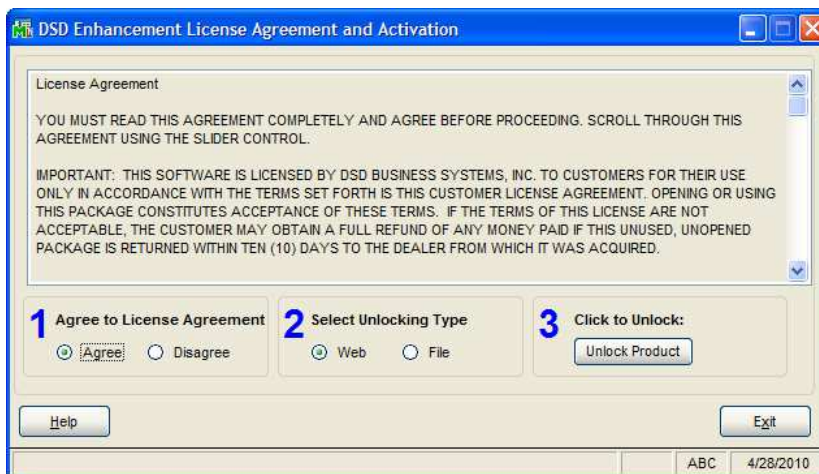 DSD Enhancement License Agreement and Activation
License Agreement
YOU MUST READ THIS AGREEMENT COMPLETELY AND AGREE BEFORE PROCEEDING. SCROLL THROUGH THIS
AGREEMENT USING THE SLIDER CONTROL.
IMPORTANT: THIS SOFTWARE IS LICENSED BY DSD BUSINESS SYSTEMS, INC. TO CUSTOMERS FOR THEIR USE
ONLY IN ACCORDANCE WITH THE TERMS SET FORTH IS THIS CUSTOMER LICENSE AGREEMENT. OPENING OR USING
THIS PACKAGE CONSTITUTES ACCEPTANCE OF THESE TERMS. IF THE TERMS OF THIS LICENSE ARE NOT
ACCEPTABLE, THE CUSTOMER MAY OBTAIN A FULL REFUND OF ANY MONEY PAID IF THIS UNUSED, UNOPENED
PACKAGE IS RETURNED WITHIN TEN (10) DAYS TO THE DEALER FROM WHICH IT WAS ACQUIRED.
1 Agree to License Agreement
Agree Disagree
2 Select Unlocking Type
Web File
3 Click to Unlock:
Unlock Product
Help
Exit
ABC 4/28/2010